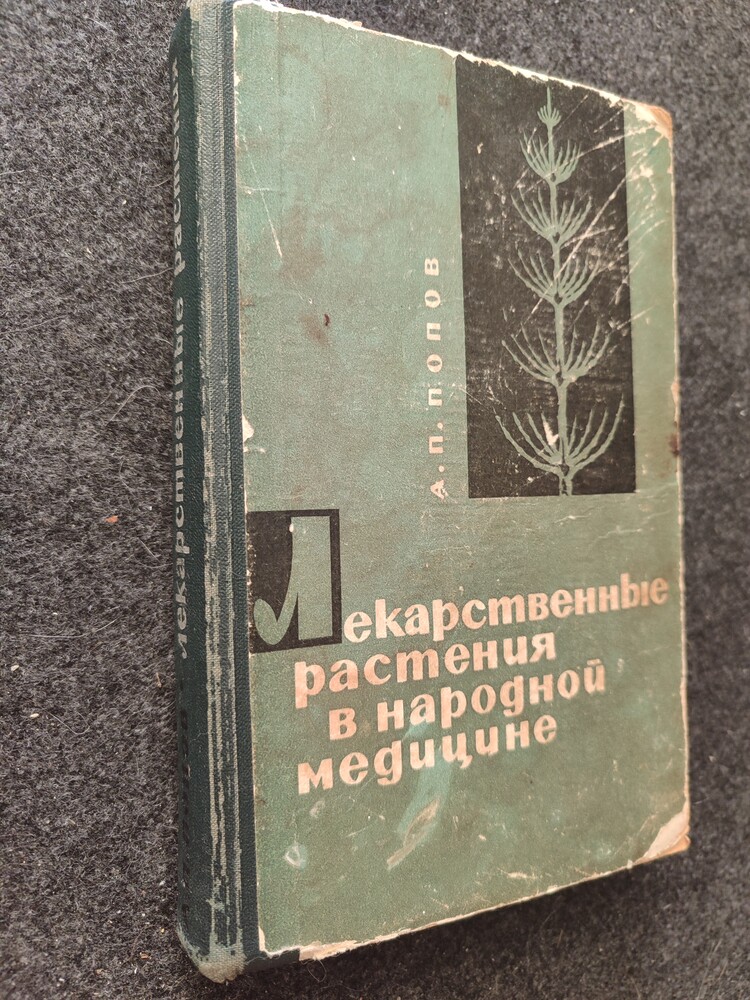 А. П. ПОПОВ
Лекарственные
растения
в народной
медицине
Лекарственные растения